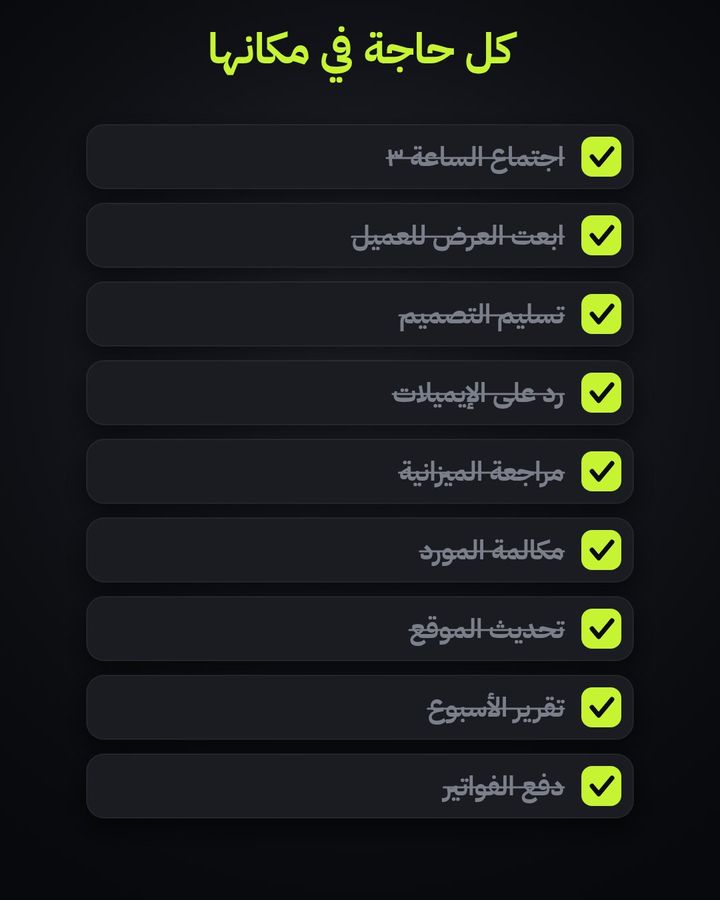 كل حاجة في مكانها
اجتماع الساعة ٣
ابعت العرض للعميل
تسليم التصميم
رد على الإيميلات
مراجعة الميزانية
مكالمة المورد
تحديث الموقع
تقرير الأسبوع
دفع الفواتير